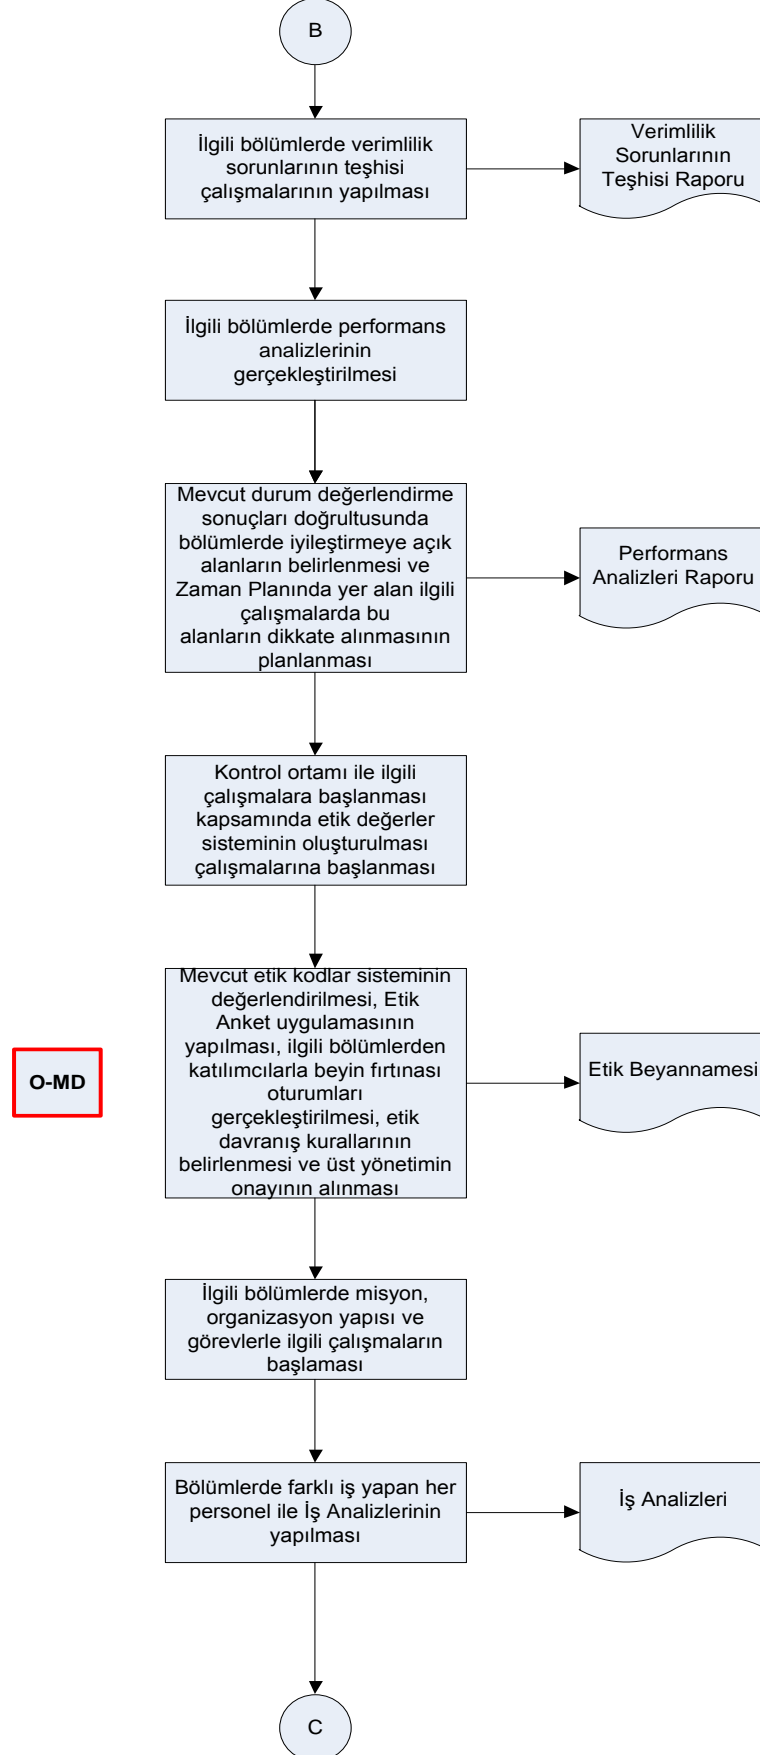 B
İlgili bölümlerde verimlilik
sorunlarının teşhisi
çalışmalarının yapılması
Verimlilik
Sorunlarının
Teşhisi Raporu
İlgili bölümlerde performans
analizlerinin
gerçekleştirilmesi
Mevcut durum değerlendirme
sonuçları doğrultusunda
bölümlerde iyileştirmeye açık
alanların belirlenmesi ve
Zaman Planında yer alan ilgili
çalışmalarda bu
alanların dikkate alınmasının
planlanması
Performans
Analizleri Raporu
Kontrol ortamı ile ilgili
çalışmalara başlanması
kapsamında etik değerler
sisteminin oluşturulması
çalışmalarına başlanması
O-MD
Mevcut etik kodlar sisteminin
değerlendirilmesi, Etik
Anket uygulamasının
yapılması, ilgili bölümlerden
katılımcılarla beyin fırtınası
oturumları
gerçekleştirilmesi, etik
davranış kurallarının
belirlenmesi ve üst yönetimin
onayının alınması
Etik Beyannamesi
İlgili bölümlerde misyon,
organizasyon yapısı ve
görevlerle ilgili çalışmaların
başlaması
Bölümlerde farklı iş yapan her
personel ile İş Analizlerinin
yapılması
İş Analizleri
C